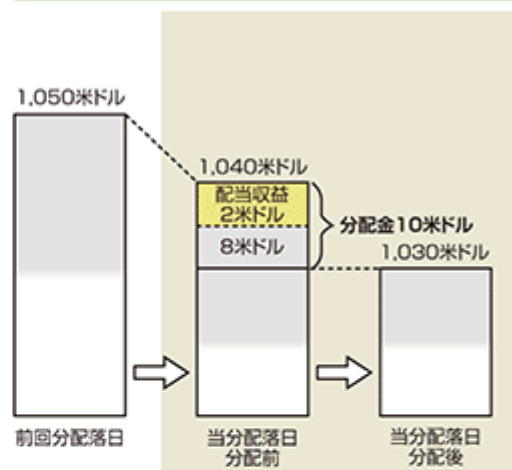 1,050米ドル
1,040米ドル
配当収益
2米ドル
8米ドル
分配金10米ドル
1,030米ドル
前回分配落日
当分配落日
分配前
当分配落日
分配後